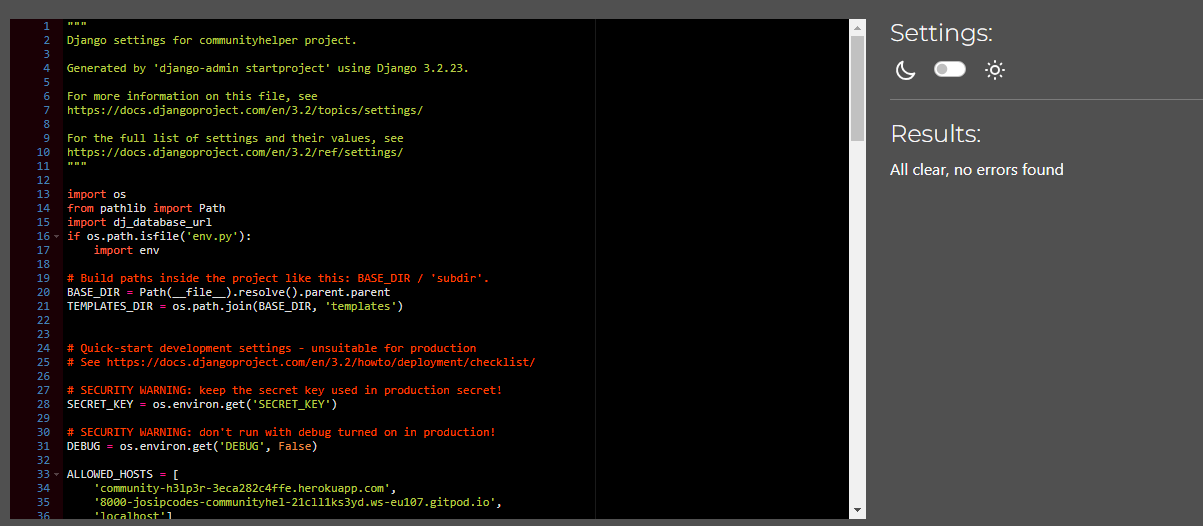 1 """
2 Django settings for communityhelper project.
3
4 Generated by 'django-admin startproject' using Django 3.2.23.
5
6 For more information on this file, see
7 https://docs.djangoproject.com/en/3.2/topics/settings/
8
9 For the full list of settings and their values, see
10 https://docs.djangoproject.com/en/3.2/ref/settings/
11 """
12
13 import os
14 from pathlib import Path
15 import dj_database_url
16 if os.path.isfile('env.py'):
17     import env
18
19 # Build paths inside the project like this: BASE_DIR / 'subdir'.
20 BASE_DIR = Path(__file__).resolve().parent.parent
21 TEMPLATES_DIR = os.path.join(BASE_DIR, 'templates')
22
23
24 # Quick-start development settings - unsuitable for production
25 # See https://docs.djangoproject.com/en/3.2/howto/deployment/checklist/
26
27 # SECURITY WARNING: keep the secret key used in production secret!
28 SECRET_KEY = os.environ.get('SECRET_KEY')
29
30 # SECURITY WARNING: don't run with debug turned on in production!
31 DEBUG = os.environ.get('DEBUG', False)
32
33 ALLOWED_HOSTS = [
34     'community-h3lp3r-3eca282c4ffe.herokuapp.com',
35     '8000-josipcodes-communityhel-21cll1ks3yd.ws-eu107.gitpod.io',
36     'localhost']
Settings:
Results:
All clear, no errors found